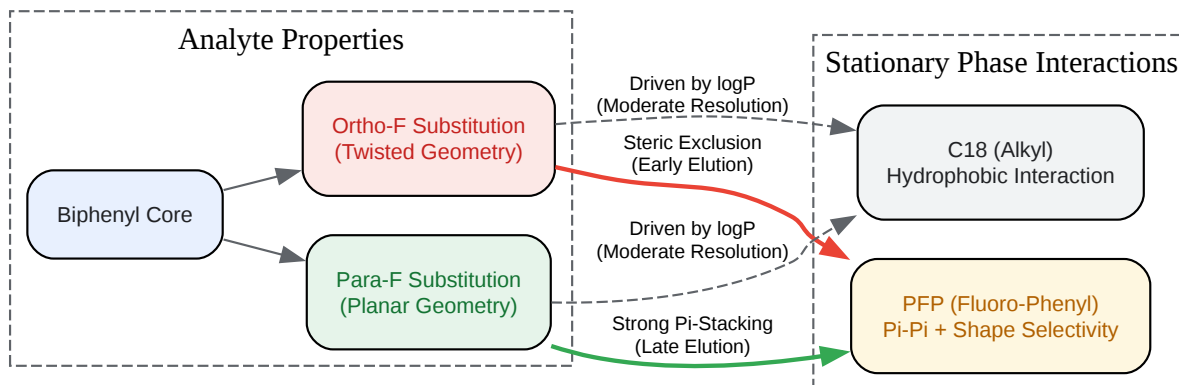 Analyte Properties
Biphenyl Core
Ortho-F Substitution
(Twisted Geometry)
Para-F Substitution
(Planar Geometry)
Driven by logP
(Moderate Resolution)
Steric Exclusion
(Early Elution)
Driven by logP
(Moderate Resolution)
Strong Pi-Stacking
(Late Elution)
Stationary Phase Interactions
C18 (Alkyl)
Hydrophobic Interaction
PFP (Fluoro-Phenyl)
Pi-Pi + Shape Selectivity